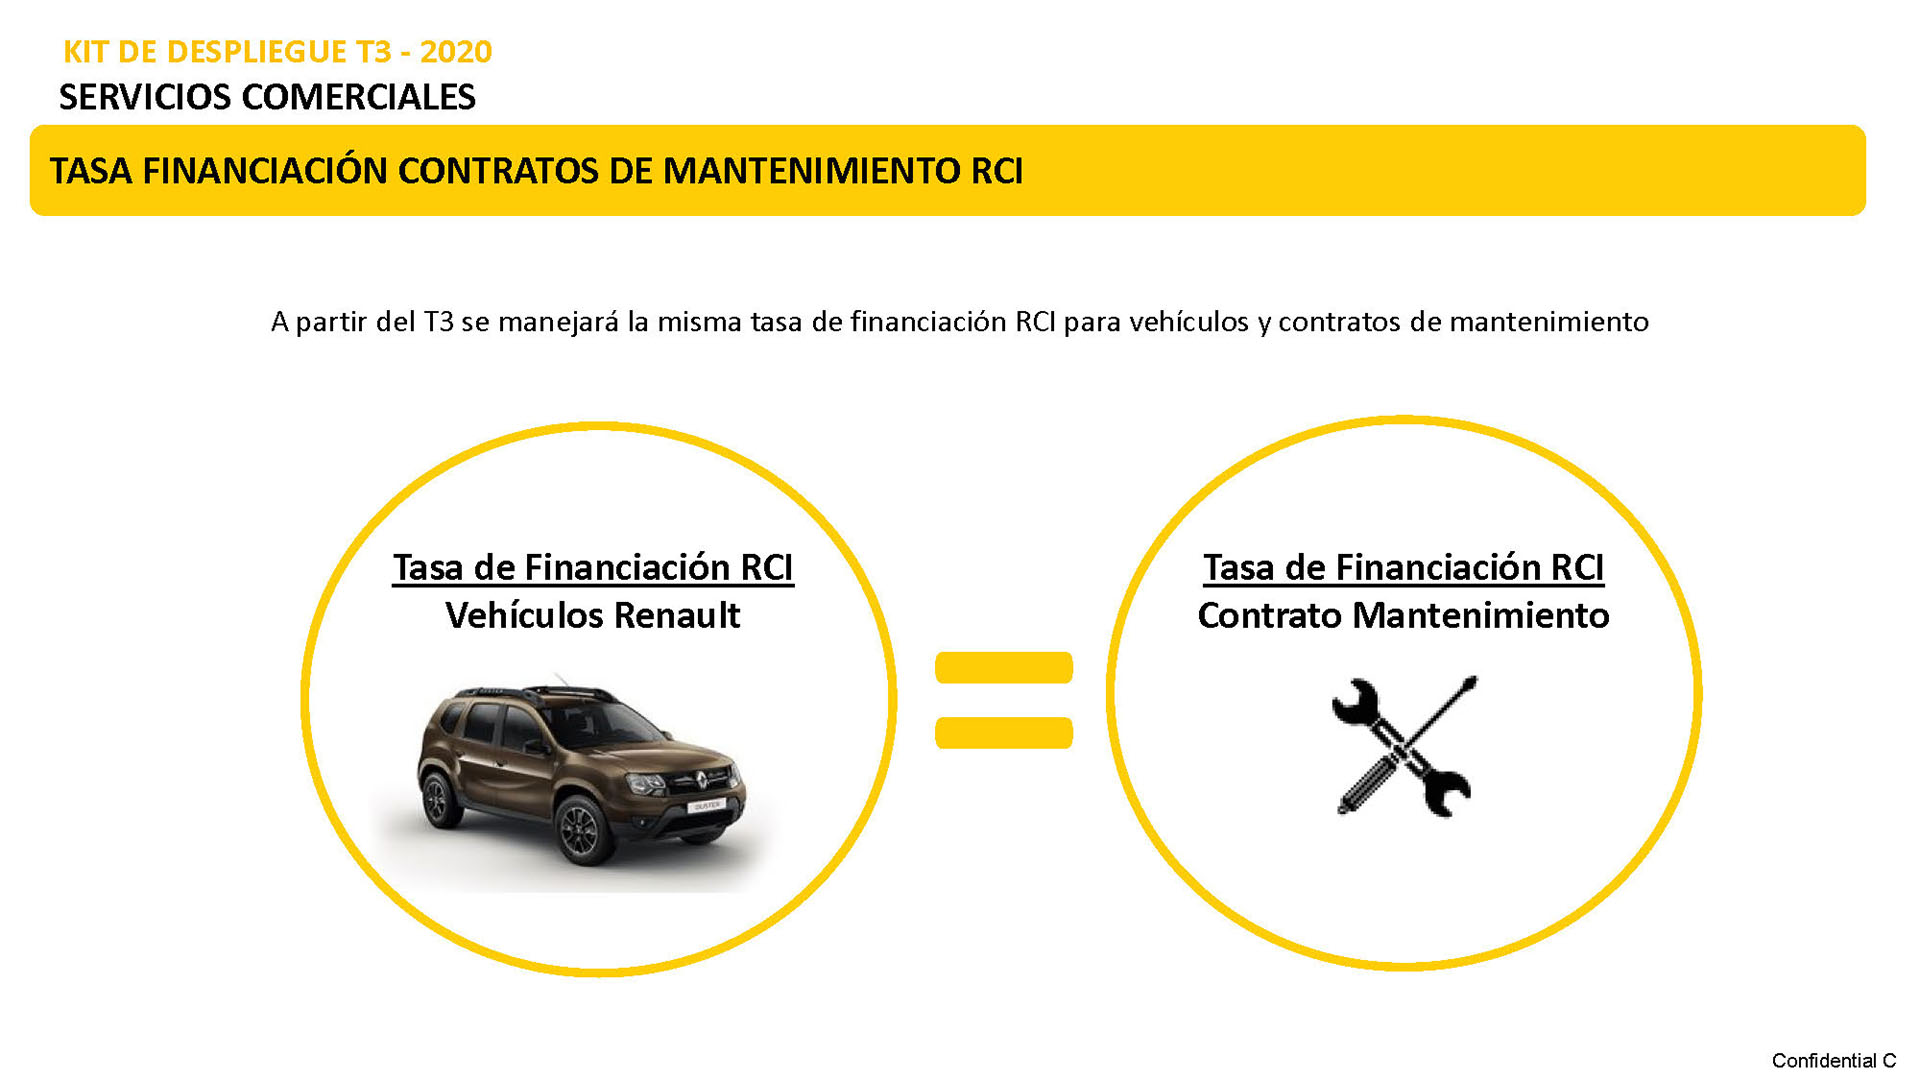 KIT DE DESPLIEGUE T3 - 2020
SERVICIOS COMERCIALES
TASA FINANCIACIÓN CONTRATOS DE MANTENIMIENTO RCI
A partir del T3 se manejará la misma tasa de financiación RCI para vehículos y contratos de mantenimiento
Tasa de Financiación RCI
Vehículos Renault
DUSTER
Tasa de Financiación RCI
Contrato Mantenimiento
Confidential C